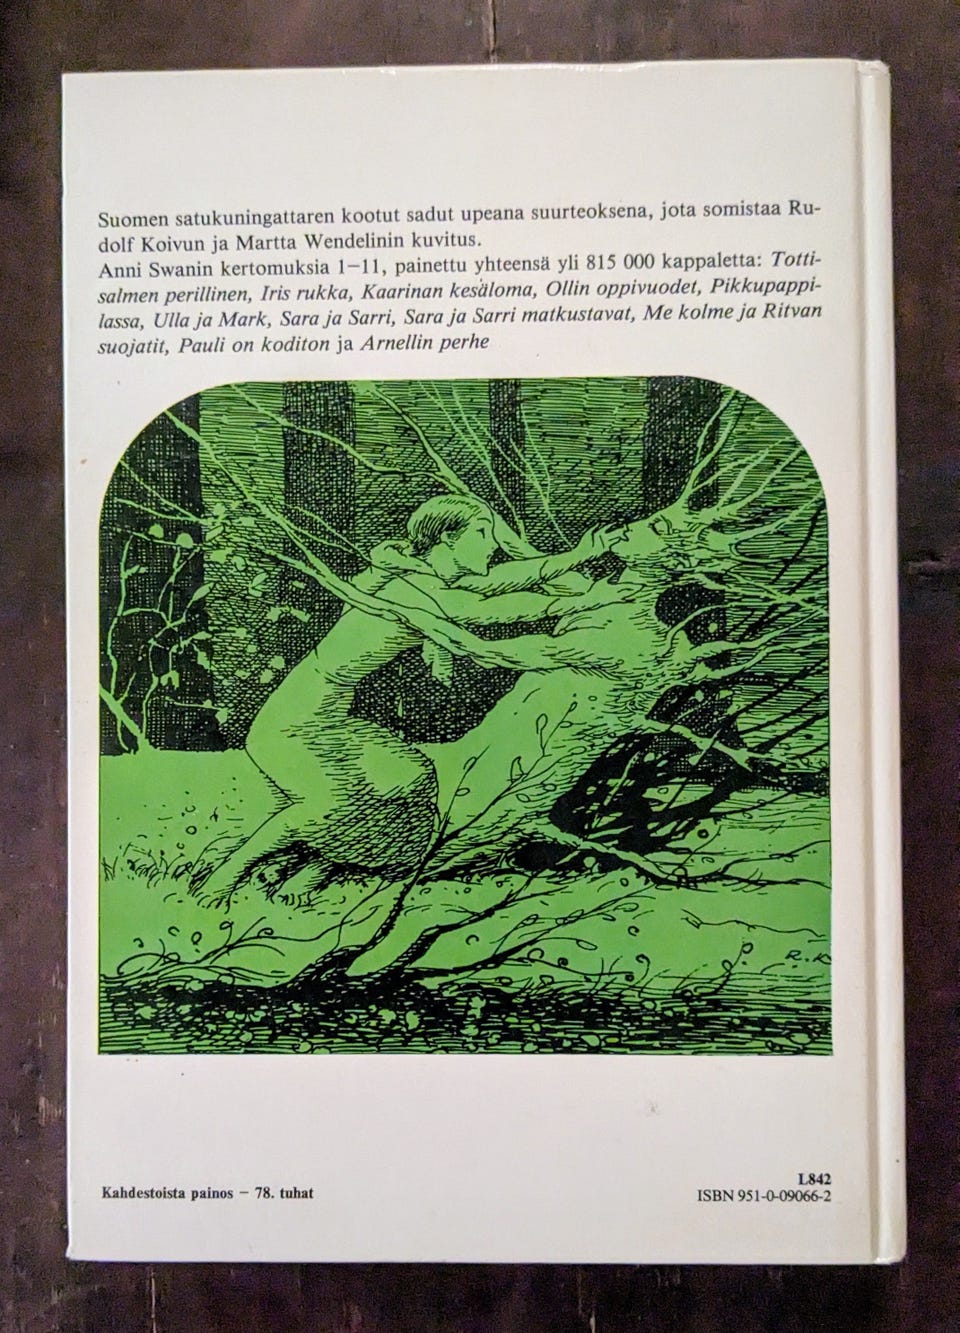 Suomen satukuningattaren kootut sadut upeana suurteoksena, jota somistaa Ru-
dolf Koivun ja Martta Wendelinin kuvitus.
Anni Swanin kertomuksia 1–11, painettu yhteensä yli 815 000 kappaletta: Totti-
salmen perillinen, Iris rukka, Kaarinan kesäloma, Ollin oppivuodet, Pikkupappi-
lassa, Ulla ja Mark, Sara ja Sarri, Sara ja Sarri matkustavat, Me kolme ja Ritvan
suojatit, Pauli on koditon ja Arnellin perhe
R.K
Kahdestoista painos – 78. tuhat
L842
ISBN 951-0-09066-2